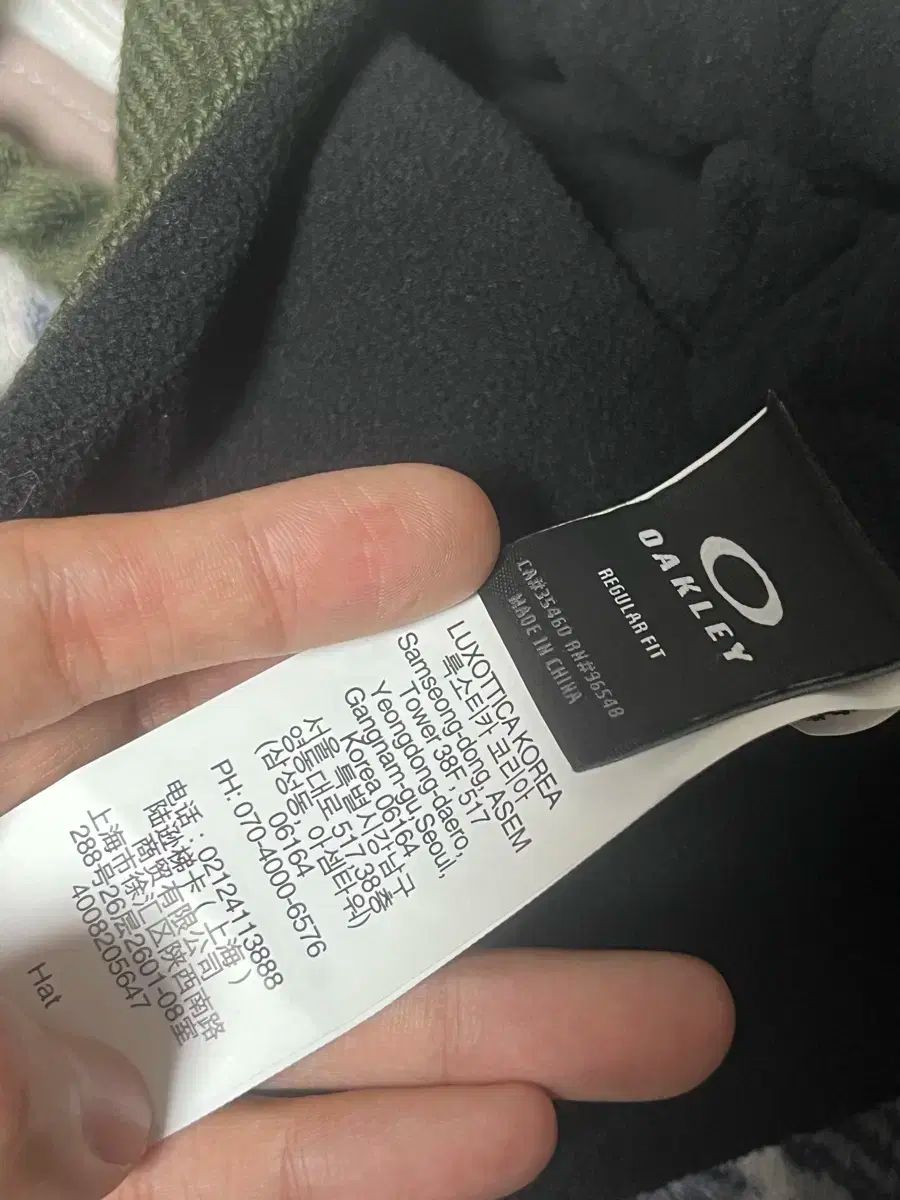 OAKLEY
REGULAR FIT
CA#35460 RN#96548
MADE IN CHINA
LUXOTTICA KOREA
룩소티카 코리아
Samseong-dong, ASEM
Tower 38F, 517
Yeongdong-daero,
Gangnam-gu, Seoul,
Korea 06164
서울특별시강남구
영동대로 517 38층
(삼성동, 아셈타워)
06164
PH: 070-4000-6576
电话：02124113888
陆逊梯卡（上海）
商贸有限公司
上海市徐汇区陕西南路
288号26层2601-08室
4008205647
Hat